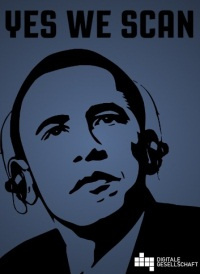 YES WE SCAN
DIGITALE
GESELLSCHAFT